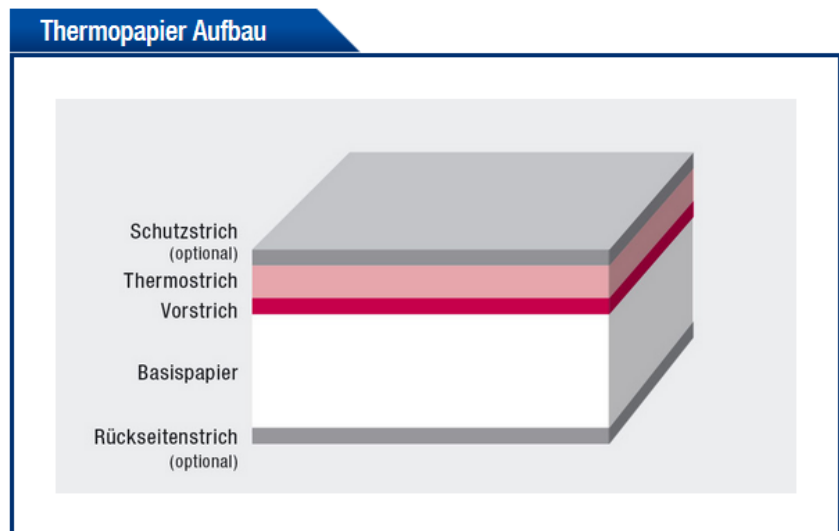 Thermopapier Aufbau
Schutzstrich
(optional)
Thermostrich
Vorstrich
Basispapier
Rückseitenstrich
(optional)